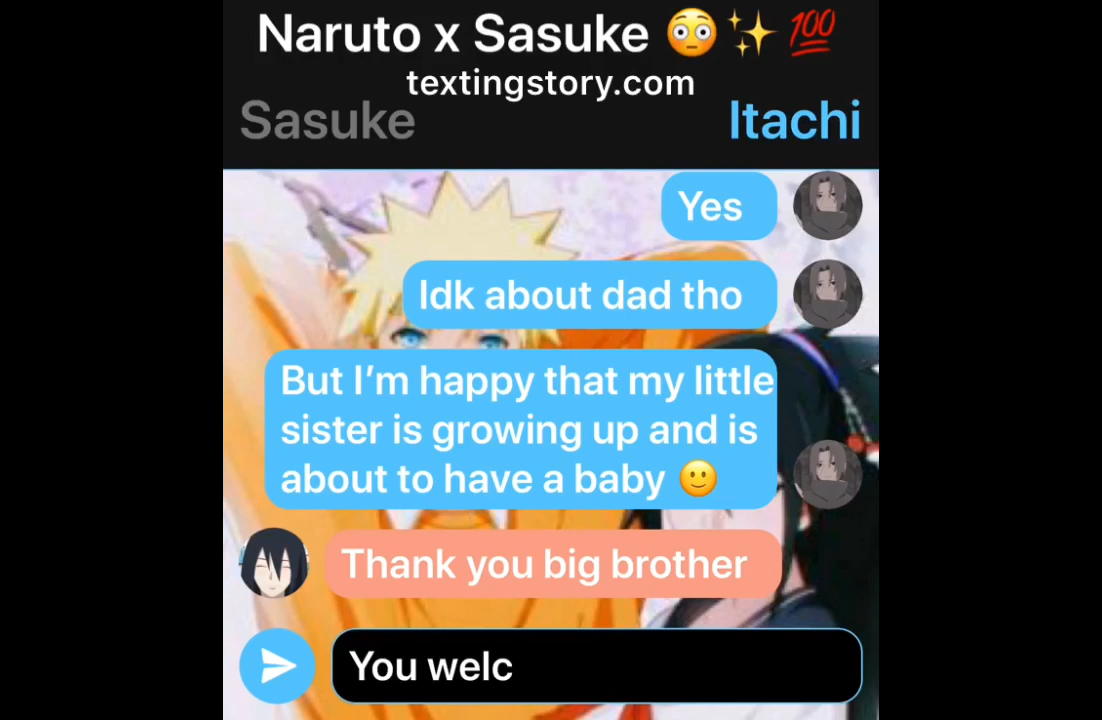 Naruto x Sasuke 😳✨💯
textingstory.com
Sasuke
Itachi
Yes
Idk about dad tho
But I’m happy that my little
sister is growing up and is
about to have a baby 🙂
Thank you big brother
You welc